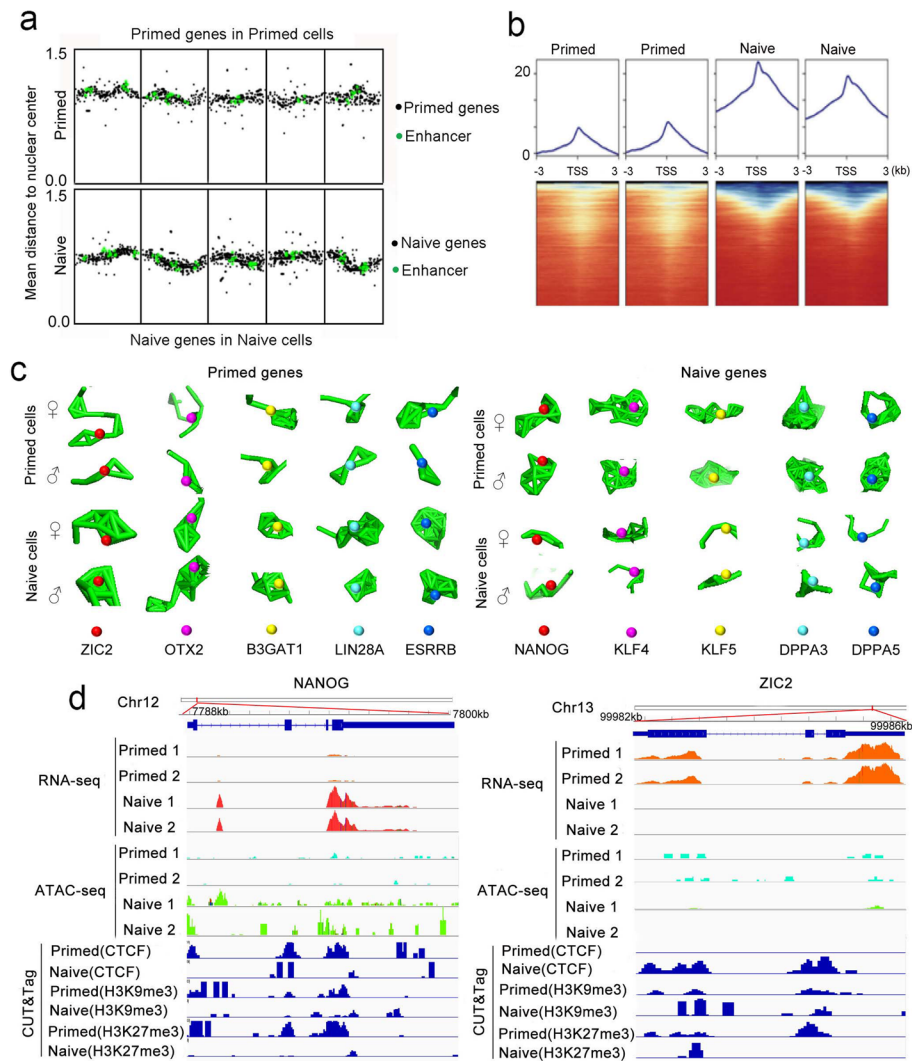 a
Primed genes in Primed cells
Mean distance to nuclear center
Primed
Naive
1.5
0.0
1.5
0.0
Primed genes
Enhancer
Naive genes
Enhancer
Naive genes in Naive cells
b
Primed Primed Naive Naive
20
0
-3 TSS 3 -3 TSS 3 -3 TSS 3 -3 TSS 3 (kb)
c
Primed genes
Naive genes
Primed cells
♀
♂
Naive cells
♀
♂
Primed cells
♀
♂
Naive cells
♀
♂
ZIC2 OTX2 B3GAT1 LIN28A ESRRB
NANOG KLF4 KLF5 DPPA3 DPPA5
d
NANOG
Chr12
7788kb 7800kb
RNA-seq
Primed 1
Primed 2
Naive 1
Naive 2
ATAC-seq
Primed 1
Primed 2
Naive 1
Naive 2
CUT&Tag
Primed(CTCF)
Naive(CTCF)
Primed(H3K9me3)
Naive(H3K9me3)
Primed(H3K27me3)
Naive(H3K27me3)
ZIC2
Chr13
99982kb 99986kb
RNA-seq
Primed 1
Primed 2
Naive 1
Naive 2
ATAC-seq
Primed 1
Primed 2
Naive 1
Naive 2
CUT&Tag
Primed(CTCF)
Naive(CTCF)
Primed(H3K9me3)
Naive(H3K9me3)
Primed(H3K27me3)
Naive(H3K27me3)